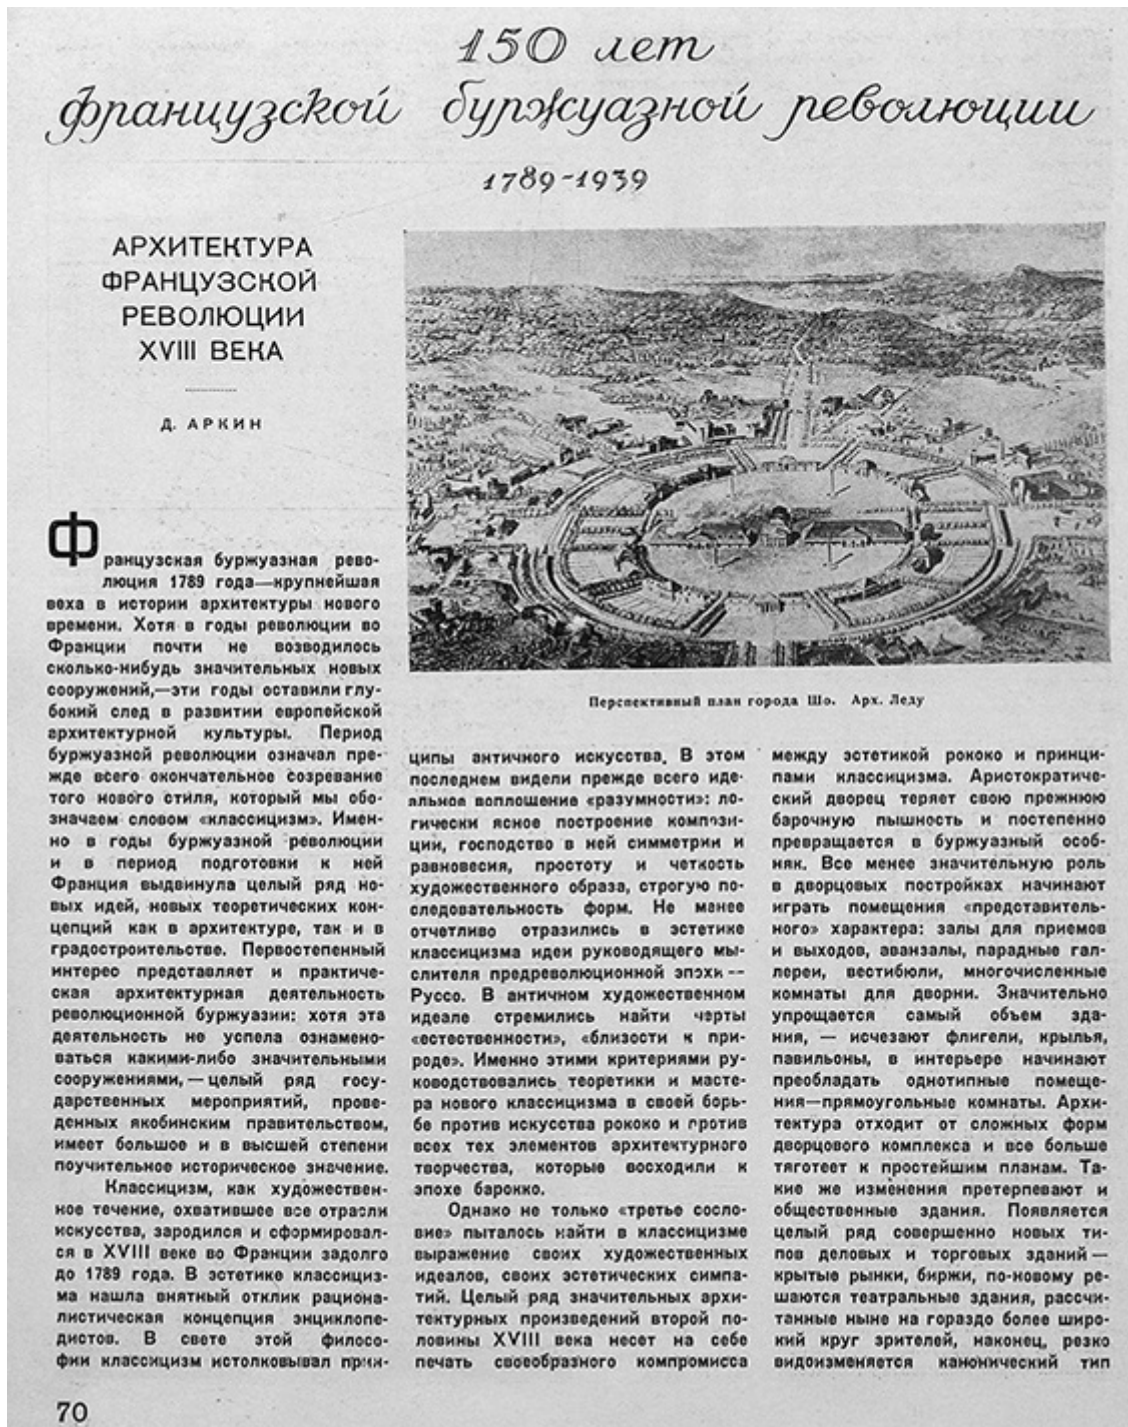 150 лет
французской буржуазной революции
1789-1939
АРХИТЕКТУРА
ФРАНЦУЗСКОЙ
РЕВОЛЮЦИИ
XVIII ВЕКА
Д. АРКИН
Перспективный план города Шо. Арх. Леду
Французская буржуазная рево-
люция 1789 года—крупнейшая
веха в истории архитектуры нового
времени. Хотя в годы революции во
Франции почти не возводилось
сколько-нибудь значительных новых
сооружений,—эти годы оставили глу-
бокий след в развитии европейской
архитектурной культуры. Период
буржуазной революции означал пре-
жде всего окончательное созревание
того нового стиля, который мы обо-
значаем словом «классицизм». Имен-
но в годы буржуазной революции
и в период подготовки к ней
Франция выдвинула целый ряд но-
вых идей, новых теоретических кон-
цепций как в архитектуре, так и в
градостроительстве. Первостепенный
интерес представляет и практиче-
ская архитектурная деятельность
революционной буржуазии: хотя эта
деятельность не успела ознамено-
ваться какими-либо значительными
сооружениями,—целый ряд госу-
дарственных мероприятий, прове-
денных якобинским правительством,
имеет большое и в высшей степени
поучительное историческое значение.
Классицизм, как художествен-
ное течение, охватившее все отрасли
искусства, зародился и сформировал-
ся в XVIII веке во Франции задолго
до 1789 года. В эстетике классициз-
ма нашла внятный отклик рациона-
листическая концепция энциклопе-
дистов. В свете этой филосо-
фии классицизм истолковывал прин-
ципы античного искусства. В этом
последнем видели прежде всего иде-
альное воплощение «разумности»: ло-
гически ясное построение компози-
ции, господство в ней симметрии и
равновесия, простоту и четкость
художественного образа, строгую по-
следовательность форм. Не менее
отчетливо отразились в эстетике
классицизма идеи руководящего мы-
слителя предреволюционной эпохи—
Руссо. В античном художественном
идеале стремились найти черты
«естественности», «близости к при-
роде». Именно этими критериями ру-
ководствовались теоретики и масте-
ра нового классицизма в своей борь-
бе против искусства рококо и против
всех тех элементов архитектурного
творчества, которые восходили к
эпохе барокко.
Однако не только «третье сосло-
вие» пыталось найти в классицизме
выражение своих художественных
идеалов, своих эстетических симпа-
тий. Целый ряд значительных архи-
тектурных произведений второй по-
ловины XVIII века несет на себе
печать своеобразного компромисса
между эстетикой рококо и принци-
пами классицизма. Аристократиче-
ский дворец теряет свою прежнюю
барочную пышность и постепенно
превращается в буржуазный особ-
няк. Все менее значительную роль
в дворцовых постройках начинают
играть помещения «представитель-
ного» характера: залы для приемов
и выходов, аванзалы, парадные гал-
лереи, вестибюли, многочисленные
комнаты для дворни. Значительно
упрощается самый объем зда-
ния, — исчезают флигели, крылья,
павильоны, в интерьере начинают
преобладать однотипные помеще-
ния—прямоугольные комнаты. Архи-
тектура отходит от сложных форм
дворцового комплекса и все больше
тяготеет к простейшим планам. Та-
кие же изменения претерпевают и
общественные здания. Появляется
целый ряд совершенно новых ти-
пов деловых и торговых зданий—
крытые рынки, биржи, по-новому ре-
шаются театральные здания, рассчи-
танные ныне на гораздо более широ-
кий круг зрителей, наконец, резко
видоизменяется канонический тип
70